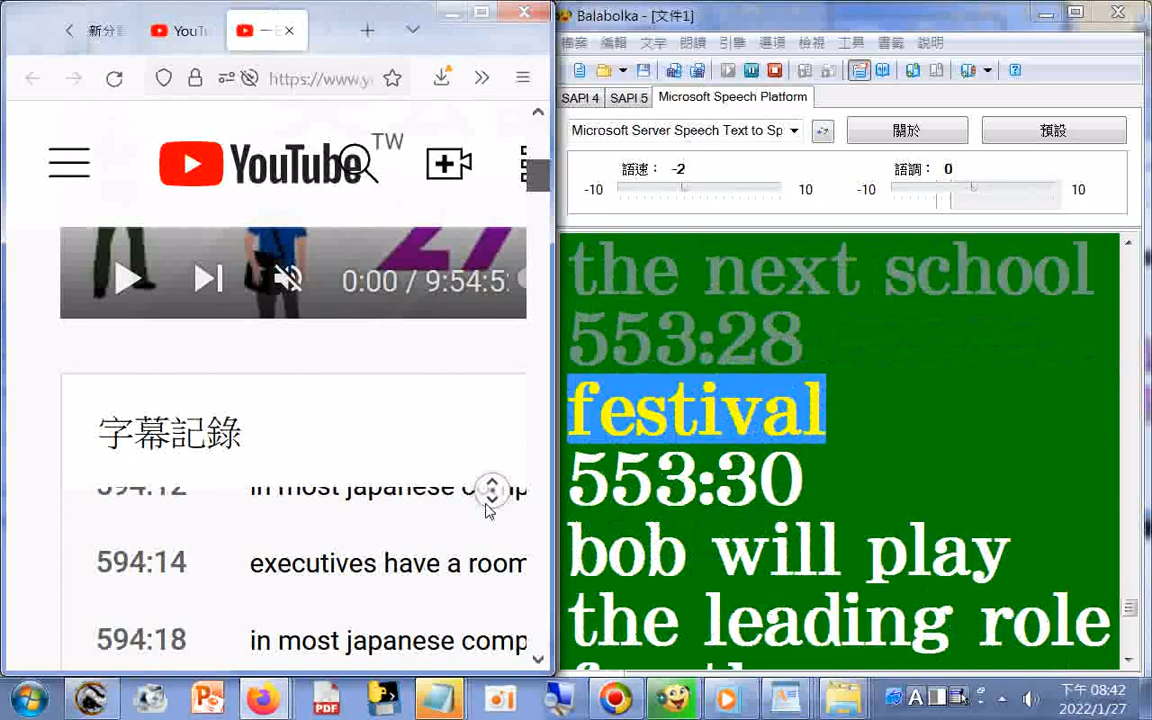 新分
YouT
一
https://www.y
YouTube
TW
0:00 / 9:54:5
字幕記錄
594:12 in most japanese comp
594:14 executives have a room
594:18 in most japanese comp
Balabolka - [文件1]
檔案 編輯 文字 朗讀 引擎 選項 檢視 工具 書籤 說明
SAPI 4 SAPI 5 Microsoft Speech Platform
Microsoft Server Speech Text to Sp 關於 預設
語速: -2 語調: 0
-10 10 -10 10
the next school
553:28
festival
553:30
bob will play
the leading role
PDF A 下午 08:42
2022/1/27